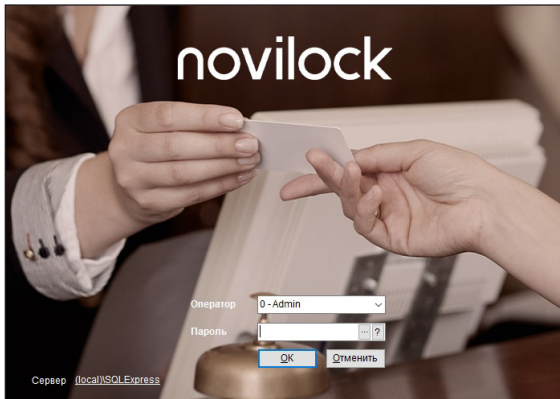 novilock
Оператор 0 - Admin
Пароль ... ?
OK Отменить
Сервер (local)\SQLExpress